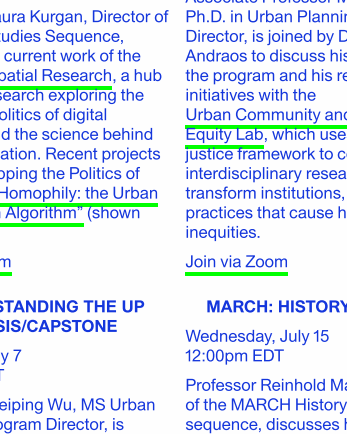 aura Kurgan, Director of
tudies Sequence,
current work of the
patial Research, a hub
search exploring the
olitics of digital
d the science behind
ation. Recent projects
pping the Politics of
Homophily: the Urban
Algorithm” (shown
m
STANDING THE UP
SIS/CAPSTONE
y 7
T
eiping Wu, MS Urban
ogram Director, is
Ph.D. in Urban Plannin
Director, is joined by D
Andraos to discuss his
the program and his re
initiatives with the
Urban Community and
Equity Lab, which use
justice framework to c
interdisciplinary resea
transform institutions,
practices that cause h
inequities.
Join via Zoom
MARCH: HISTORY
Wednesday, July 15
12:00pm EDT
Professor Reinhold Ma
of the MARCH History
sequence, discusses h